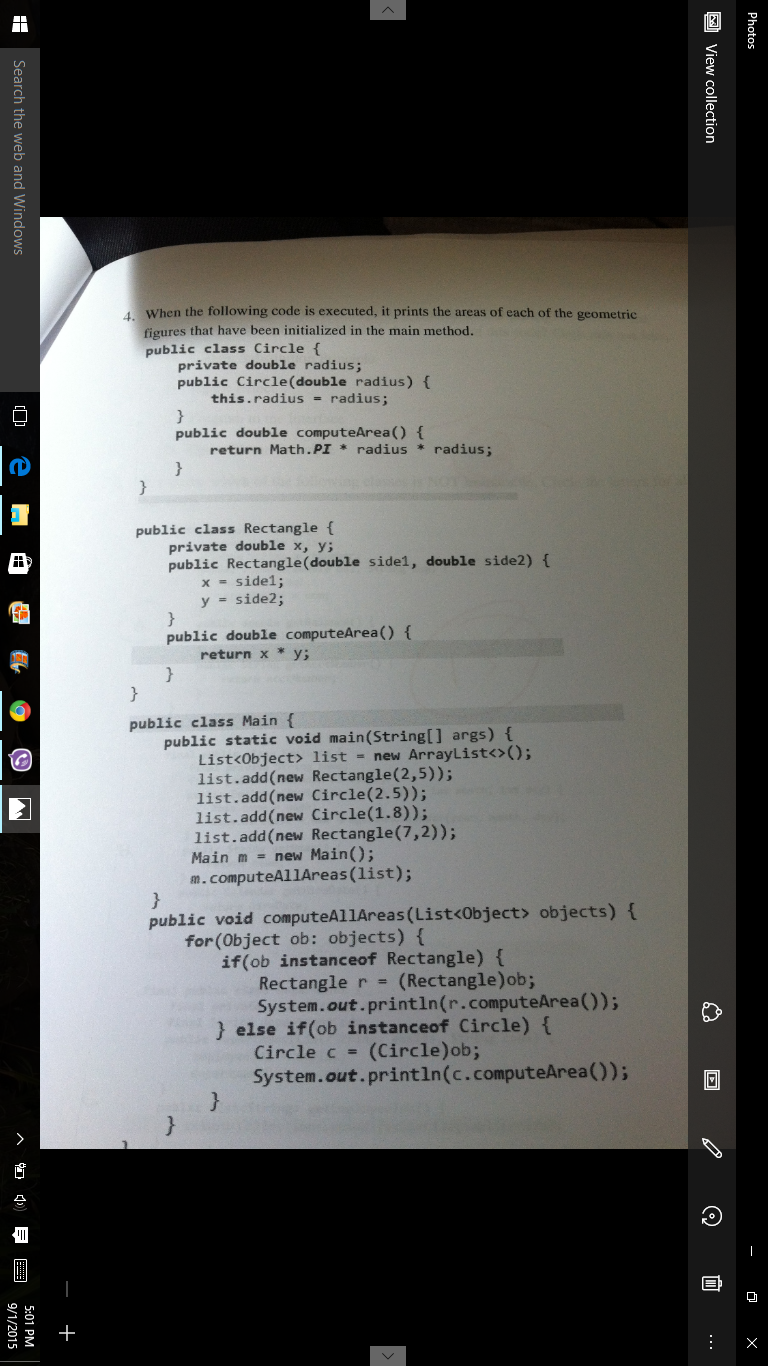 Photos
View collection
4. When the following code is executed, it prints the areas of each of the geometric
figures that have been initialized in the main method.
public class Circle {
private double radius;
public Circle(double radius) {
this.radius = radius;
}
public double computeArea() {
return Math.PI * radius * radius;
}
}
public class Rectangle {
private double x, y;
public Rectangle(double side1, double side2) {
x = side1;
y = side2;
}
public double computeArea() {
return x * y;
}
}
public class Main {
public static void main(String[] args) {
List<Object> list = new ArrayList<>();
list.add(new Rectangle(2,5));
list.add(new Circle(2.5));
list.add(new Circle(1.8));
list.add(new Rectangle(7,2));
Main m = new Main();
m.computeAllAreas(list);
}
public void computeAllAreas(List<Object> objects) {
for(Object ob: objects) {
if(ob instanceof Rectangle) {
Rectangle r = (Rectangle)ob;
System.out.println(r.computeArea());
} else if(ob instanceof Circle) {
Circle c = (Circle)ob;
System.out.println(c.computeArea());
}
}
}
Search the web and Windows
5:01 PM
9/1/2015